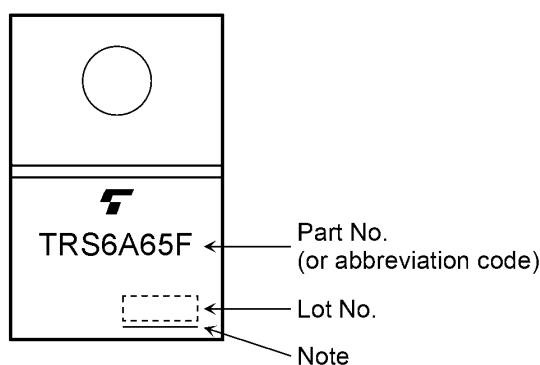 TRS6A65F
Part No.
(or abbreviation code)
Lot No.
Note